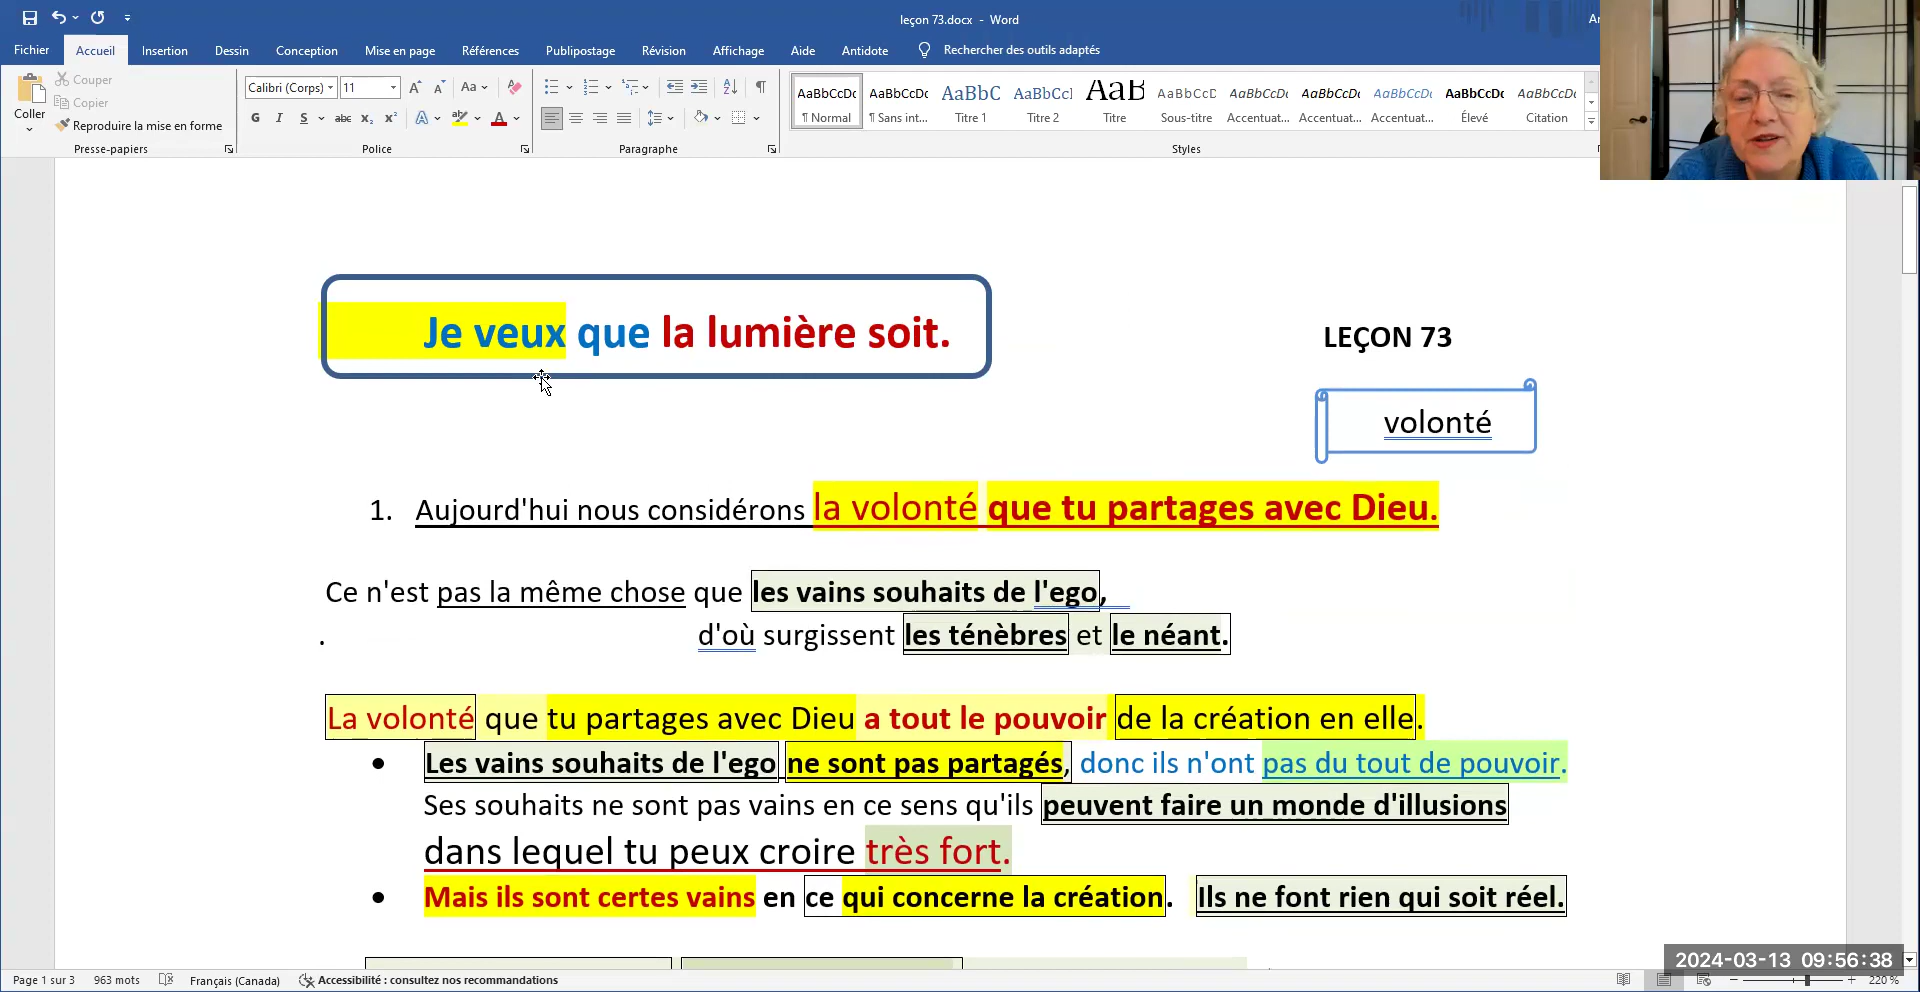 leçon 73.docx - Word
Fichier Accueil Insertion Dessin Conception Mise en page Références Publipostage Révision Affichage Aide Antidote Rechercher des outils adaptés
Coller
Couper
Copier
Reproduire la mise en forme
Presse-papiers
Calibri (Corps) 11
G I S abc x₂ x² A A
Police
Paragraphe
AaBbCcDc AaBbCcDc AaBbC AaBbCcI AaB AaBbCcD AaBbCcDc AaBbCcDc AaBbCcDc AaBbCcDc AaBbCcDc
¶ Normal ¶ Sans int... Titre 1 Titre 2 Titre Sous-titre Accentuat... Accentuat... Accentuat... Élevé Citation
Styles
Je veux que la lumière soit.
LEÇON 73
volonté
1. Aujourd'hui nous considérons la volonté que tu partages avec Dieu.
Ce n'est pas la même chose que les vains souhaits de l'ego,
. d'où surgissent les ténèbres et le néant.
La volonté que tu partages avec Dieu a tout le pouvoir de la création en elle.
• Les vains souhaits de l'ego ne sont pas partagés, donc ils n'ont pas du tout de pouvoir.
Ses souhaits ne sont pas vains en ce sens qu'ils peuvent faire un monde d'illusions
dans lequel tu peux croire très fort.
• Mais ils sont certes vains en ce qui concerne la création. Ils ne font rien qui soit réel.
2024-03-13 09:56:38
Page 1 sur 3 963 mots Français (Canada) Accessibilité : consultez nos recommandations 220 %